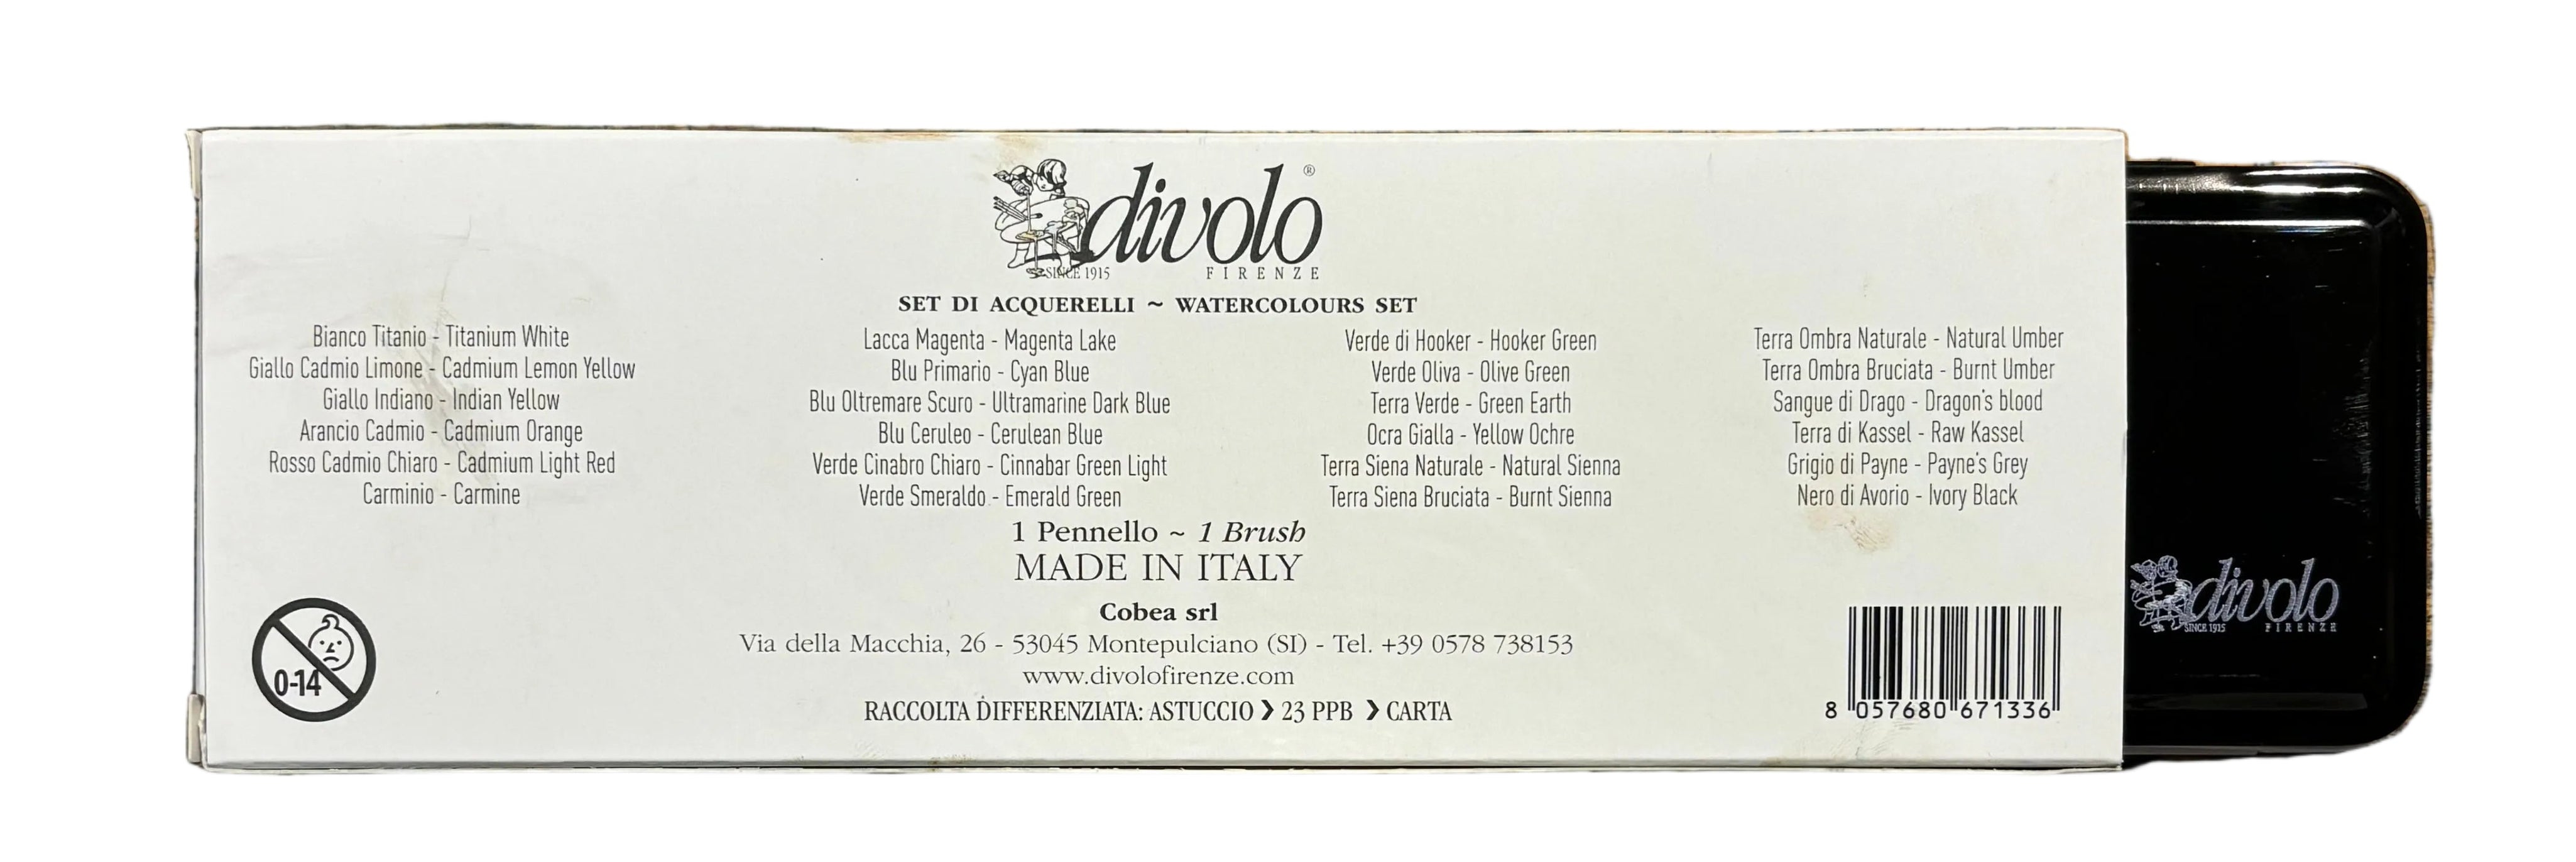 divolo®
SINCE 1915 FIRENZE
SET DI ACQUERELLI ~ WATERCOLOURS SET
Bianco Titanio - Titanium White
Giallo Cadmio Limone - Cadmium Lemon Yellow
Giallo Indiano - Indian Yellow
Arancio Cadmio - Cadmium Orange
Rosso Cadmio Chiaro - Cadmium Light Red
Carminio - Carmine
Lacca Magenta - Magenta Lake
Blu Primario - Cyan Blue
Blu Oltremare Scuro - Ultramarine Dark Blue
Blu Ceruleo - Cerulean Blue
Verde Cinabro Chiaro - Cinnabar Green Light
Verde Smeraldo - Emerald Green
Verde di Hooker - Hooker Green
Verde Oliva - Olive Green
Terra Verde - Green Earth
Ocra Gialla - Yellow Ochre
Terra Siena Naturale - Natural Sienna
Terra Siena Bruciata - Burnt Sienna
Terra Ombra Naturale - Natural Umber
Terra Ombra Bruciata - Burnt Umber
Sangue di Drago - Dragon's blood
Terra di Kassel - Raw Kassel
Grigio di Payne - Payne's Grey
Nero di Avorio - Ivory Black
1 Pennello ~ 1 Brush
MADE IN ITALY
Cobea srl
Via della Macchia, 26 - 53045 Montepulciano (SI) - Tel. +39 0578 738153
www.divolofirenze.com
RACCOLTA DIFFERENZIATA: ASTUCCIO ❯ 23 PPB ❯ CARTA
0-14
8 057680 671336
divolo
SINCE 1915 FIRENZE